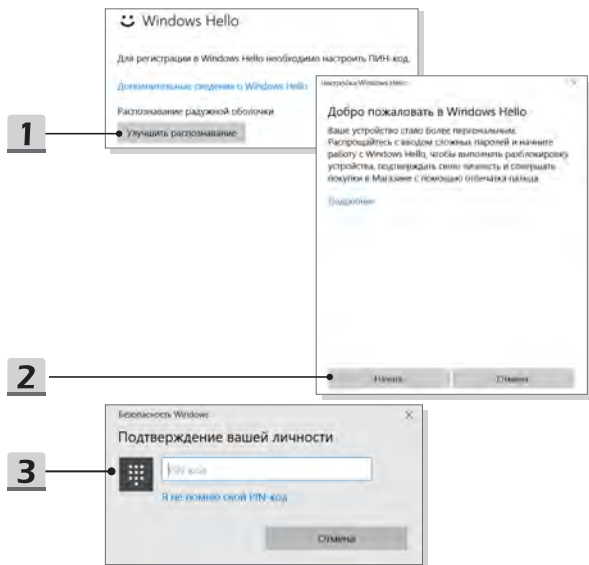 Windows Hello
Для регистрации в Windows Hello необходимо настроить ПИН-код.
Дополнительные сведения о Windows Hello
Распознавание радужной оболочки
1
Улучшить распознавание
Настройка Windows Hello
Добро пожаловать в Windows Hello
Ваше устройство стало более персональным.
Распрощайтесь с вводом сложных паролей и начните
работу с Windows Hello, чтобы выполнять разблокировку
устройства, подтверждать свою личность и совершать
покупки в Магазине с помощью отпечатка пальца.
Подробнее
2
Начать
Отмена
Безопасность Windows
Подтверждение вашей личности
3
PIN-код
Я не помню свой PIN-код
Отмена